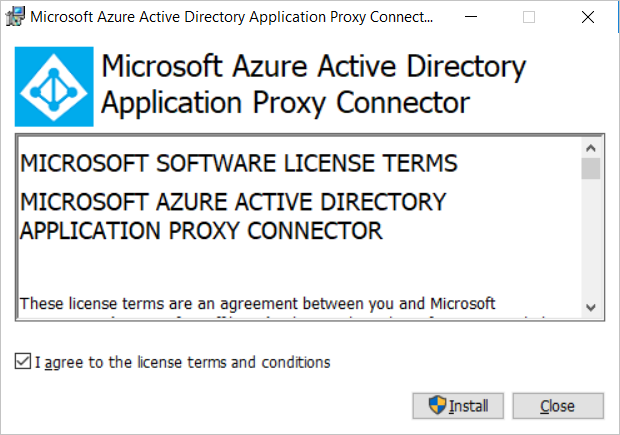 Microsoft Azure Active Directory Application Proxy Connect...
Microsoft Azure Active Directory
Application Proxy Connector
MICROSOFT SOFTWARE LICENSE TERMS
MICROSOFT AZURE ACTIVE DIRECTORY
APPLICATION PROXY CONNECTOR
These license terms are an agreement between you and Microsoft
I agree to the license terms and conditions
Install
Close